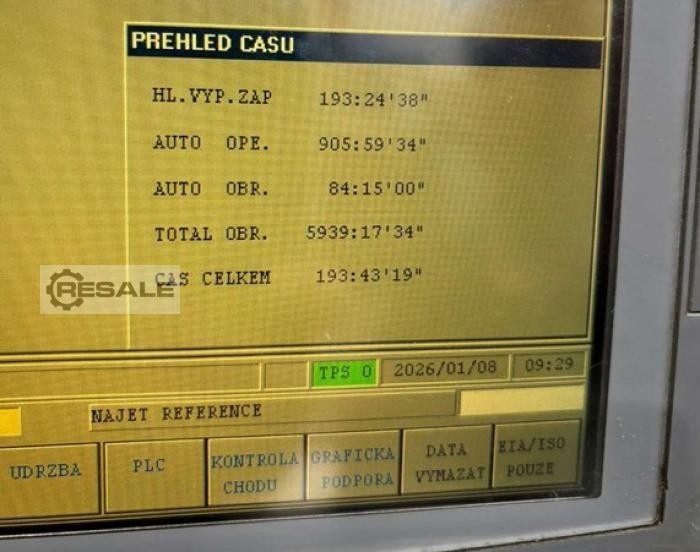 PREHLED CASU
HL.VYP.ZAP 193:24'38"
AUTO OPE. 905:59'34"
AUTO OBR. 84:15'00"
TOTAL OBR. 5939:17'34"
CAS CELKEM 193:43'19"
RESALE
TPS 0 2026/01/08 09:29
NAJET REFERENCE
UDRZBA
PLC
KONTROLA
CHODU
GRAFICKA
PODPORA
DATA
VYMAZAT
EIA/ISO
POUZE